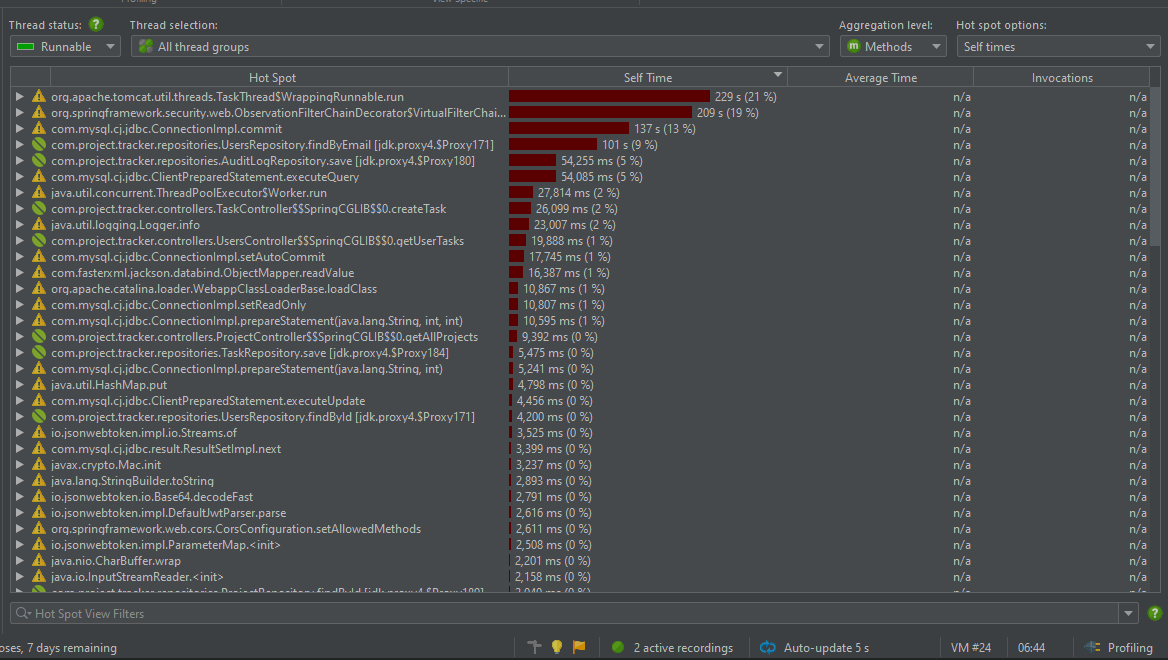 Profiling View Specific
Thread status: ? Thread selection: Aggregation level: Hot spot options:
Runnable All thread groups m Methods Self times
Hot Spot Self Time Average Time Invocations
org.apache.tomcat.util.threads.TaskThread$WrappingRunnable.run 229 s (21 %) n/a n/a
org.springframework.security.web.ObservationFilterChainDecorator$VirtualFilterChai... 209 s (19 %) n/a n/a
com.mysql.cj.jdbc.ConnectionImpl.commit 137 s (13 %) n/a n/a
com.project.tracker.repositories.UsersRepository.findByEmail [jdk.proxy4.$Proxy171] 101 s (9 %) n/a n/a
com.project.tracker.repositories.AuditLogRepository.save [jdk.proxy4.$Proxy180] 54,255 ms (5 %) n/a n/a
com.mysql.cj.jdbc.ClientPreparedStatement.executeQuery 54,085 ms (5 %) n/a n/a
java.util.concurrent.ThreadPoolExecutor$Worker.run 27,814 ms (2 %) n/a n/a
com.project.tracker.controllers.TaskController$$SpringCGLIB$$0.createTask 26,099 ms (2 %) n/a n/a
java.util.logging.Logger.info 23,007 ms (2 %) n/a n/a
com.project.tracker.controllers.UsersController$$SpringCGLIB$$0.getUserTasks 19,888 ms (1 %) n/a n/a
com.mysql.cj.jdbc.ConnectionImpl.setAutoCommit 17,745 ms (1 %) n/a n/a
com.fasterxml.jackson.databind.ObjectMapper.readValue 16,387 ms (1 %) n/a n/a
org.apache.catalina.loader.WebappClassLoaderBase.loadClass 10,867 ms (1 %) n/a n/a
com.mysql.cj.jdbc.ConnectionImpl.setReadOnly 10,807 ms (1 %) n/a n/a
com.mysql.cj.jdbc.ConnectionImpl.prepareStatement(java.lang.String, int, int) 10,595 ms (1 %) n/a n/a
com.project.tracker.controllers.ProjectController$$SpringCGLIB$$0.getAllProjects 9,392 ms (0 %) n/a n/a
com.project.tracker.repositories.TaskRepository.save [jdk.proxy4.$Proxy184] 5,475 ms (0 %) n/a n/a
com.mysql.cj.jdbc.ConnectionImpl.prepareStatement(java.lang.String, int) 5,241 ms (0 %) n/a n/a
java.util.HashMap.put 4,798 ms (0 %) n/a n/a
com.mysql.cj.jdbc.ClientPreparedStatement.executeUpdate 4,456 ms (0 %) n/a n/a
com.project.tracker.repositories.UsersRepository.findById [jdk.proxy4.$Proxy171] 4,200 ms (0 %) n/a n/a
io.jsonwebtoken.impl.io.Streams.of 3,525 ms (0 %) n/a n/a
com.mysql.cj.jdbc.result.ResultSetImpl.next 3,399 ms (0 %) n/a n/a
javax.crypto.Mac.init 3,237 ms (0 %) n/a n/a
java.lang.StringBuilder.toString 2,893 ms (0 %) n/a n/a
io.jsonwebtoken.io.Base64.decodeFast 2,791 ms (0 %) n/a n/a
io.jsonwebtoken.impl.DefaultJwtParser.parse 2,616 ms (0 %) n/a n/a
org.springframework.web.cors.CorsConfiguration.setAllowedMethods 2,611 ms (0 %) n/a n/a
io.jsonwebtoken.impl.ParameterMap.<init> 2,508 ms (0 %) n/a n/a
java.nio.CharBuffer.wrap 2,201 ms (0 %) n/a n/a
java.io.InputStreamReader.<init> 2,158 ms (0 %) n/a n/a
Hot Spot View Filters ?
oses, 7 days remaining 2 active recordings Auto-update 5 s VM #24 06:44 Profiling